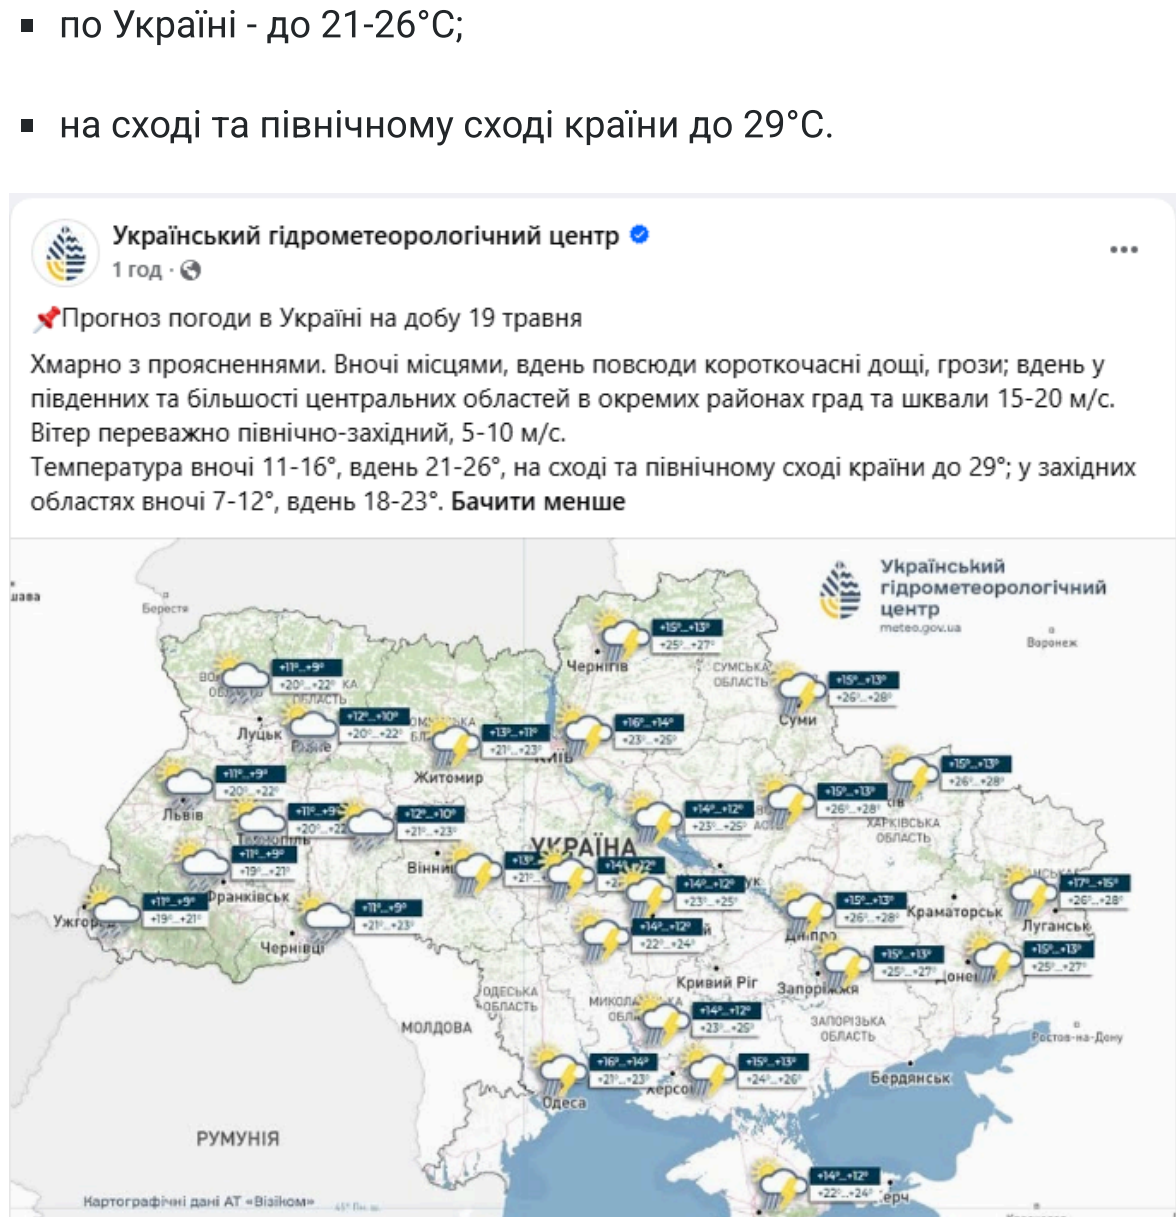 по Україні - до 21-26°C;
на сході та північному сході країни до 29°C.
Український гідрометеорологічний центр
1 год ·
Прогноз погоди в Україні на добу 19 травня
Хмарно з проясненнями. Вночі місцями, вдень повсюди короткочасні дощі, грози; вдень у
південних та більшості центральних областей в окремих районах град та шквали 15-20 м/с.
Вітер переважно північно-західний, 5-10 м/с.
Температура вночі 11-16°, вдень 21-26°, на сході та північному сході країни до 29°; у західних
областях вночі 7-12°, вдень 18-23°. Бачити менше
Український
гідрометеорологічний
центр
meteo.gov.ua
Берестя
Воронеж
+15°...+13°
+25°...+27°
Чернігів
СУМСЬКА
ОБЛАСТЬ
+11°...+9°
+20°...+22°
+15°...+13°
+26°...+28°
Суми
+12°...+10°
+20°...+22°
Луцьк
+13°...+11°
+21°...+23°
+16°...+14°
+23°...+25°
Житомир
+15°...+13°
+26°...+28°
+11°...+9°
+20°...+22°
Львів
+15°...+13°
+26°...+28°
+14°...+12°
+23°...+25°
ХАРКІВСЬКА
ОБЛАСТЬ
+12°...+10°
+21°...+23°
УКРАЇНА
+11°...+9°
+19°...+21°
+14°...+12°
+23°...+25°
+17°...+15°
+26°...+28°
+11°...+9°
+19°...+21°
+11°...+9°
+21°...+23°
+15°...+13°
+26°...+28°
Краматорськ
Луганськ
Чернівці
+14°...+12°
+22°...+24°
Дніпро
+15°...+13°
+25°...+27°
+15°...+13°
+25°...+27°
Кривий Ріг
Запоріжжя
ОДЕСЬКА
ОБЛАСТЬ
МОЛДОВА
+14°...+12°
+23°...+25°
ЗАПОРІЗЬКА
ОБЛАСТЬ
Ростов-на-Дону
+16°...+14°
+21°...+23°
+15°...+13°
+24°...+26°
Бердянськ
Одеса
РУМУНІЯ
+14°...+12°
+22°...+24°
Картографічні дані АТ «Візіком»